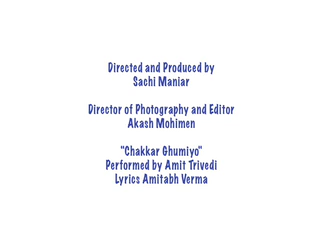 Directed and Produced by
Sachi Maniar
Director of Photography and Editor
Akash Mohimen
"Chakkar Ghumiyo"
Performed by Amit Trivedi
Lyrics Amitabh Verma